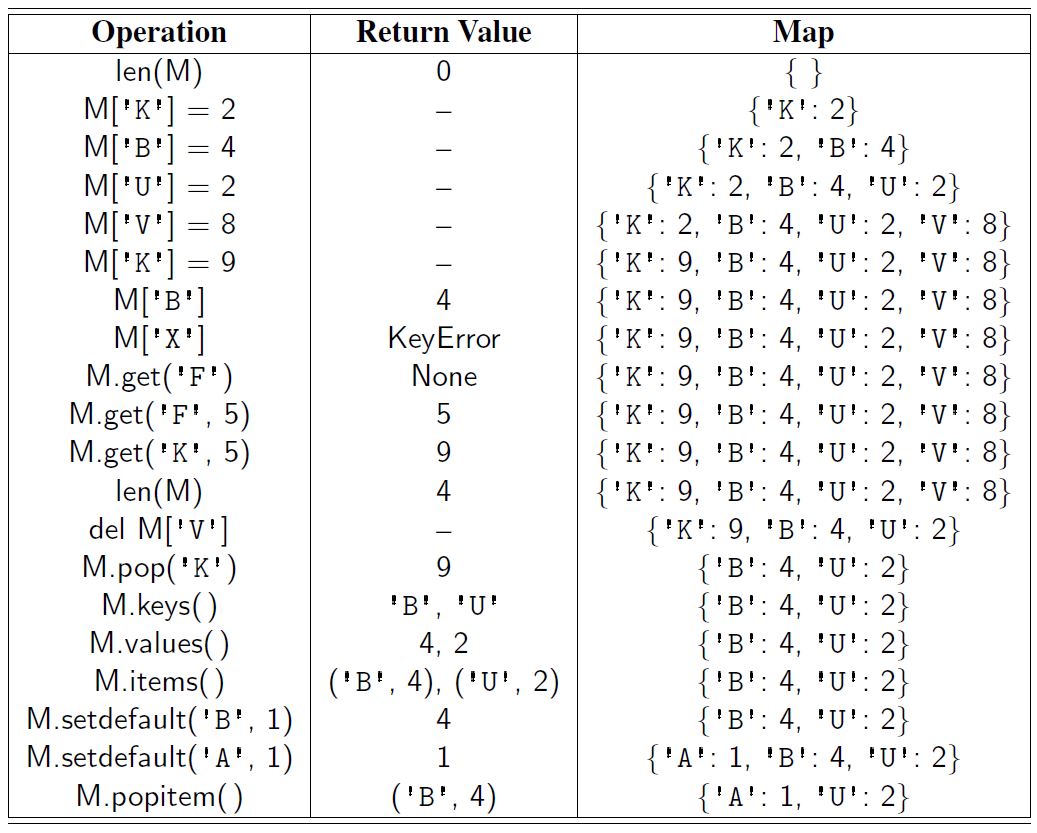 Operation Return Value Map
len(M) 0 { }
M['K'] = 2 – {'K': 2}
M['B'] = 4 – {'K': 2, 'B': 4}
M['U'] = 2 – {'K': 2, 'B': 4, 'U': 2}
M['V'] = 8 – {'K': 2, 'B': 4, 'U': 2, 'V': 8}
M['K'] = 9 – {'K': 9, 'B': 4, 'U': 2, 'V': 8}
M['B'] 4 {'K': 9, 'B': 4, 'U': 2, 'V': 8}
M['X'] KeyError {'K': 9, 'B': 4, 'U': 2, 'V': 8}
M.get('F') None {'K': 9, 'B': 4, 'U': 2, 'V': 8}
M.get('F', 5) 5 {'K': 9, 'B': 4, 'U': 2, 'V': 8}
M.get('K', 5) 9 {'K': 9, 'B': 4, 'U': 2, 'V': 8}
len(M) 4 {'K': 9, 'B': 4, 'U': 2, 'V': 8}
del M['V'] – {'K': 9, 'B': 4, 'U': 2}
M.pop('K') 9 {'B': 4, 'U': 2}
M.keys() 'B', 'U' {'B': 4, 'U': 2}
M.values() 4, 2 {'B': 4, 'U': 2}
M.items() ('B', 4), ('U', 2) {'B': 4, 'U': 2}
M.setdefault('B', 1) 4 {'B': 4, 'U': 2}
M.setdefault('A', 1) 1 {'A': 1, 'B': 4, 'U': 2}
M.popitem() ('B', 4) {'A': 1, 'U': 2}